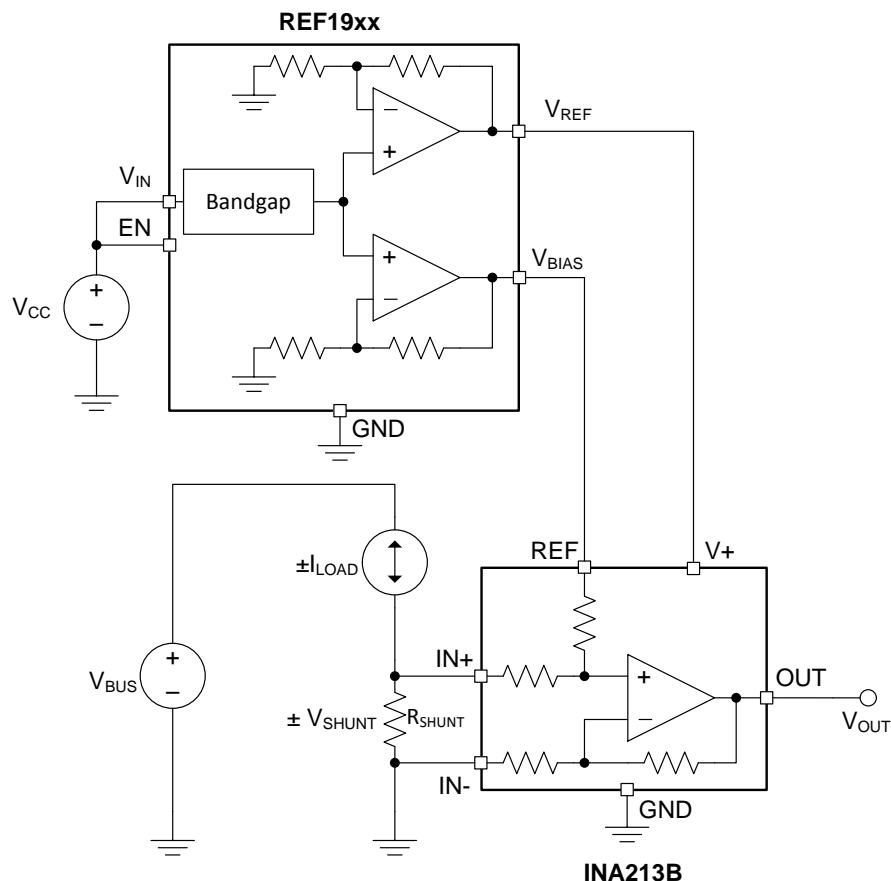 REF19xx
V_REF
V_IN
Bandgap
EN
V_BIAS
V_CC
GND
REF
V+
±I_LOAD
IN+
OUT
V_BUS
± V_SHUNT
R_SHUNT
V_OUT
IN-
GND
INA213B
+
−
+
−
+
−
+
−
+
−